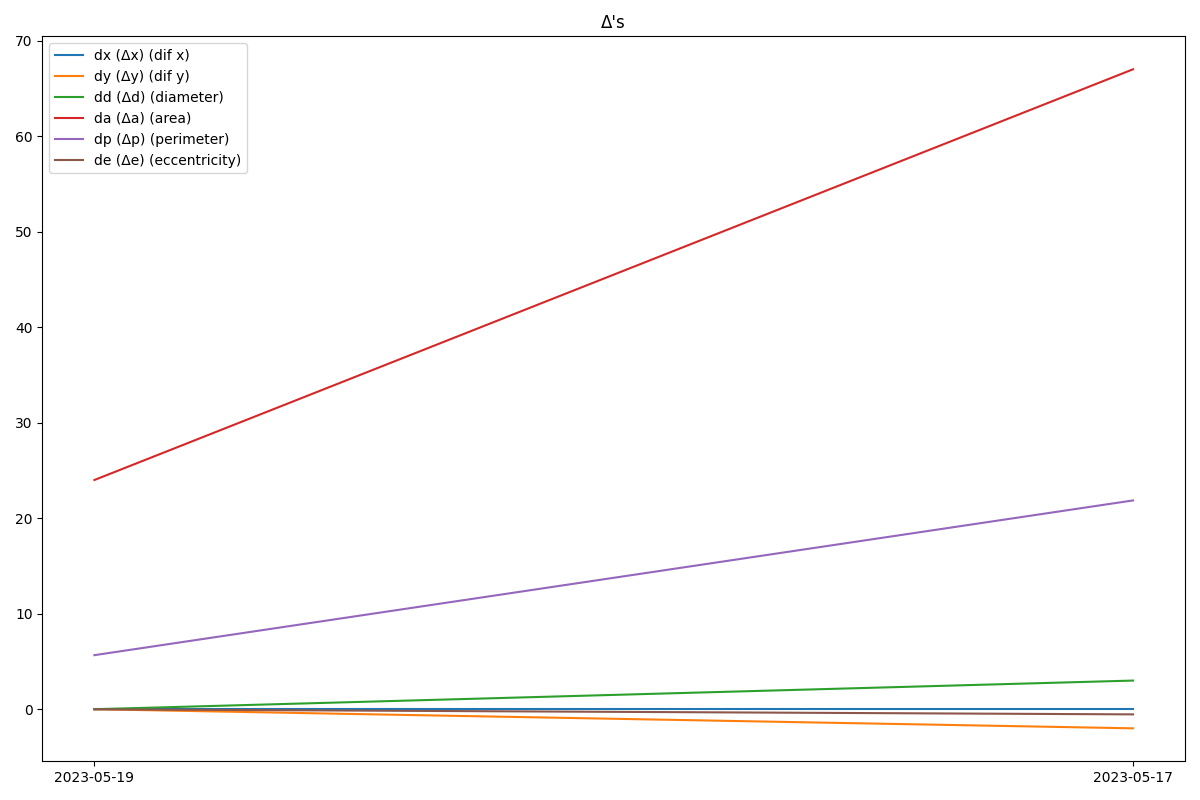 Δ's
70
60
50
40
30
20
10
0
dx (Δx) (dif x)
dy (Δy) (dif y)
dd (Δd) (diameter)
da (Δa) (area)
dp (Δp) (perimeter)
de (Δe) (eccentricity)
2023-05-19
2023-05-17